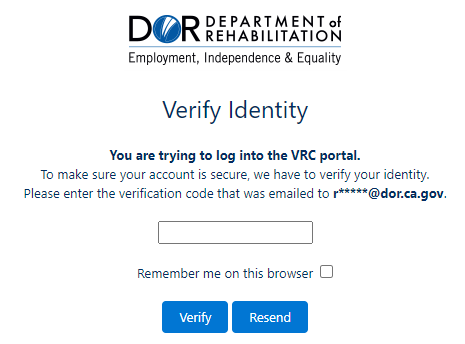 DOR DEPARTMENT of
REHABILITATION
Employment, Independence & Equality
Verify Identity
You are trying to log into the VRC portal.
To make sure your account is secure, we have to verify your identity.
Please enter the verification code that was emailed to r*****@dor.ca.gov.
Remember me on this browser
Verify Resend